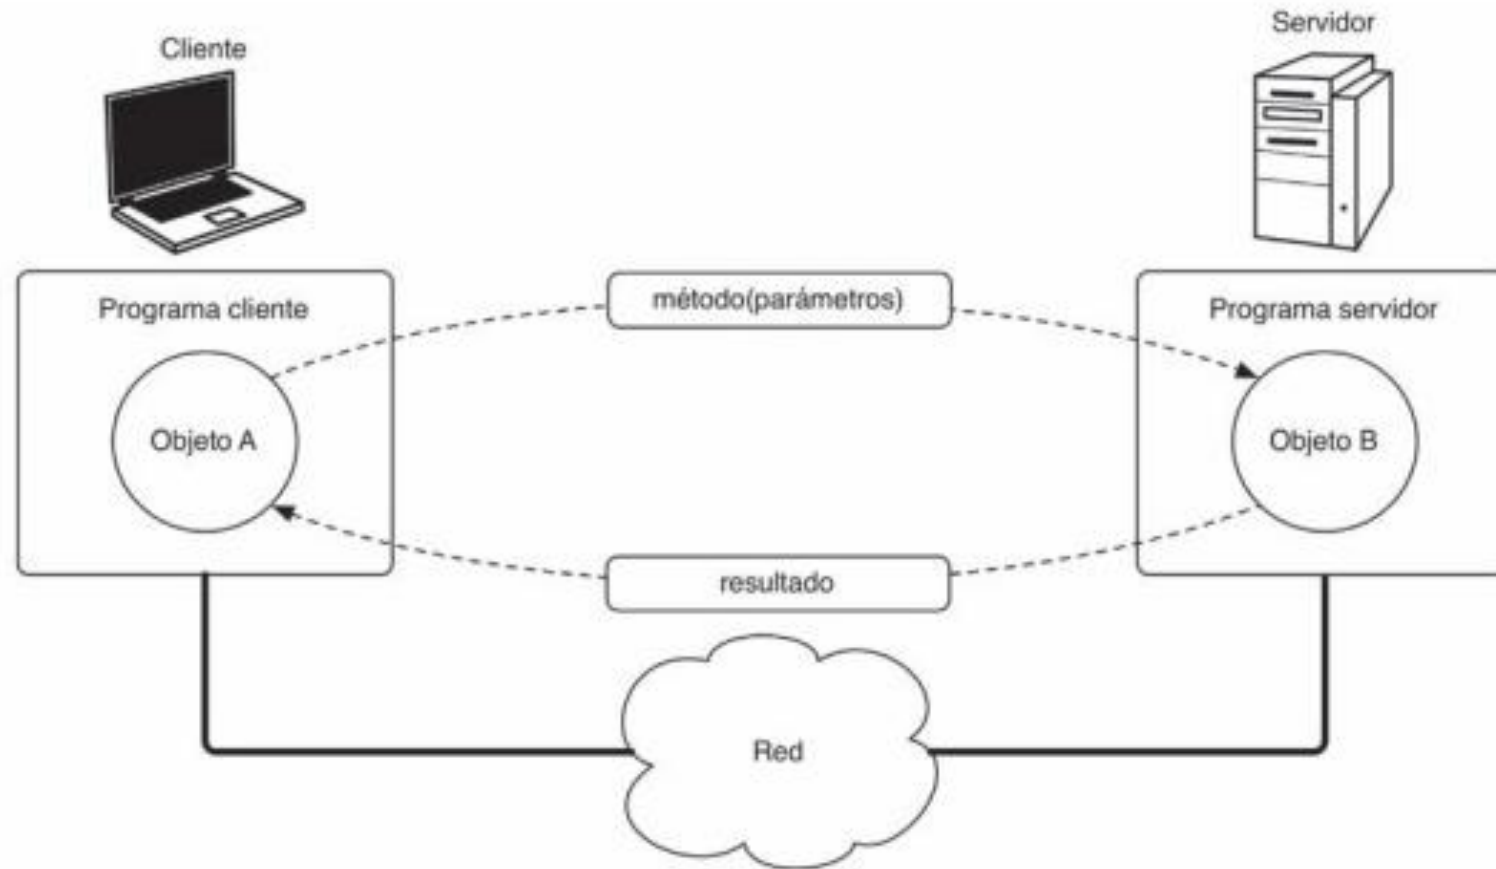 Cliente
Servidor
Programa cliente
método(parámetros)
Programa servidor
Objeto A
Objeto B
resultado
Red